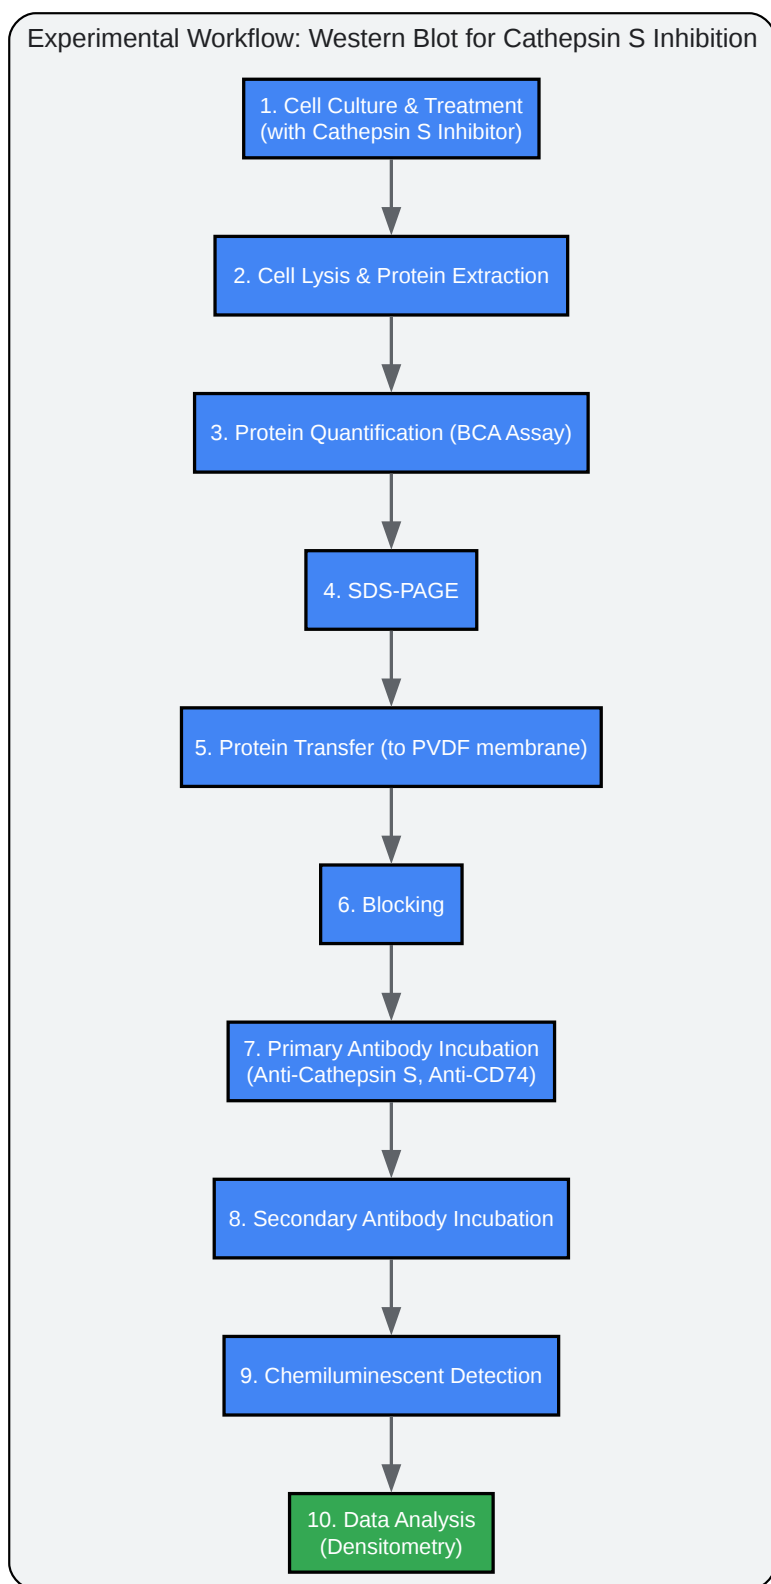 Experimental Workflow: Western Blot for Cathepsin S Inhibition
1. Cell Culture & Treatment
(with Cathepsin S Inhibitor)
2. Cell Lysis & Protein Extraction
3. Protein Quantification (BCA Assay)
4. SDS-PAGE
5. Protein Transfer (to PVDF membrane)
6. Blocking
7. Primary Antibody Incubation
(Anti-Cathepsin S, Anti-CD74)
8. Secondary Antibody Incubation
9. Chemiluminescent Detection
10. Data Analysis
(Densitometry)